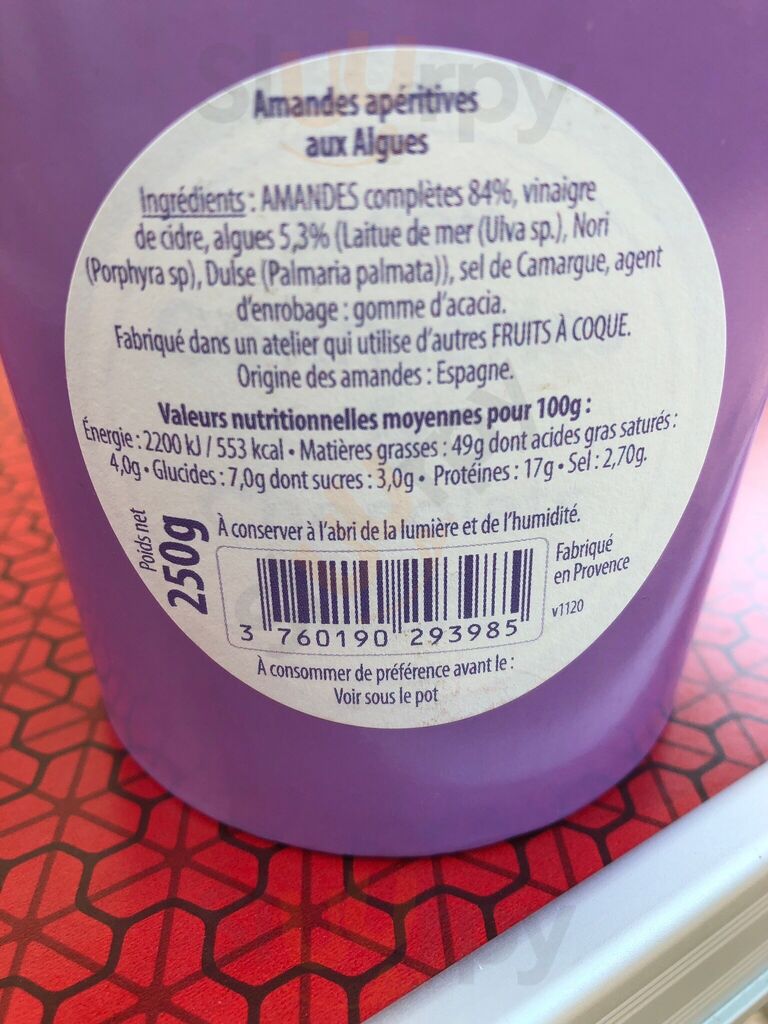 Amandes apéritives
aux Algues
Ingrédients : AMANDES complètes 84%, vinaigre
de cidre, algues 5,3% (Laitue de mer (Ulva sp.), Nori
(Porphyra sp), Dulse (Palmaria palmata)), sel de Camargue, agent
d'enrobage : gomme d'acacia.
Fabriqué dans un atelier qui utilise d'autres FRUITS À COQUE.
Origine des amandes : Espagne.
Valeurs nutritionnelles moyennes pour 100g :
Énergie : 2200 kJ / 553 kcal • Matières grasses : 49g dont acides gras saturés :
4,0g • Glucides : 7,0g dont sucres : 3,0g • Protéines : 17g • Sel : 2,70g.
Poids net
250g
À conserver à l'abri de la lumière et de l'humidité.
Fabriqué
en Provence
v1120
3 760190 293985
À consommer de préférence avant le :
Voir sous le pot
Sluurpy